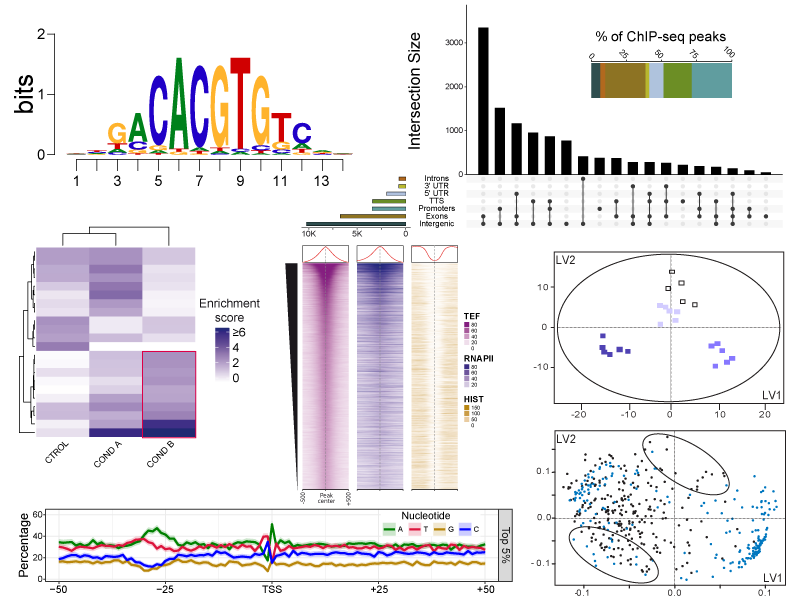 bits
2
1
0
GACACGTGTC
1 3 5 7 9 11 13
Intersection Size
3000
2000
1000
0
% of ChIP-seq peaks
0 25 50 75 100
Introns
3' UTR
5' UTR
TTS
Promoters
Exons
Intergenic
10K 5K 0
CTROL
COND A
COND B
Enrichment
score
≥6
4
2
0
-500
Peak
center
+500
TEF
80
60
40
20
0
RNAPII
80
60
40
20
HIST
150
100
50
0
LV2
10
0
-10
LV1
-20 -10 0 10 20
LV2
0.1
0.0
-0.1
LV1
-0.1 0.0 0.1
Percentage
60
40
20
0
Nucleotide
A T G C
Top 5%
−50 −25 TSS +25 +50